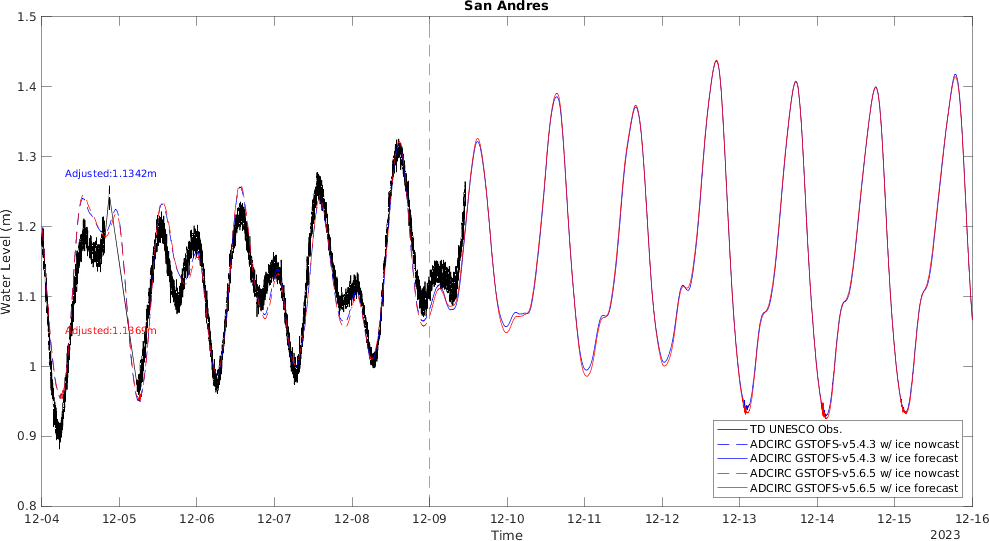 San Andres
1.5
1.4
1.3
1.2
1.1
1
0.9
0.8
Water Level (m)
Adjusted:1.1342m
Adjusted:1.1369m
TD UNESCO Obs.
ADCIRC GSTOFS-v5.4.3 w/ ice nowcast
ADCIRC GSTOFS-v5.4.3 w/ ice forecast
ADCIRC GSTOFS-v5.6.5 w/ ice nowcast
ADCIRC GSTOFS-v5.6.5 w/ ice forecast
12-04 12-05 12-06 12-07 12-08 12-09 12-10 12-11 12-12 12-13 12-14 12-15 12-16
Time
2023